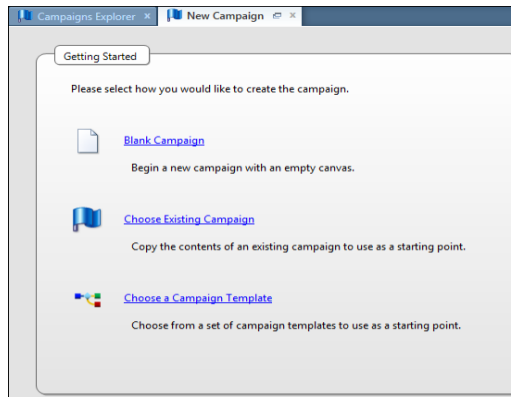 Campaigns Explorer
New Campaign
Getting Started
Please select how you would like to create the campaign.
Blank Campaign
Begin a new campaign with an empty canvas.
Choose Existing Campaign
Copy the contents of an existing campaign to use as a starting point.
Choose a Campaign Template
Choose from a set of campaign templates to use as a starting point.